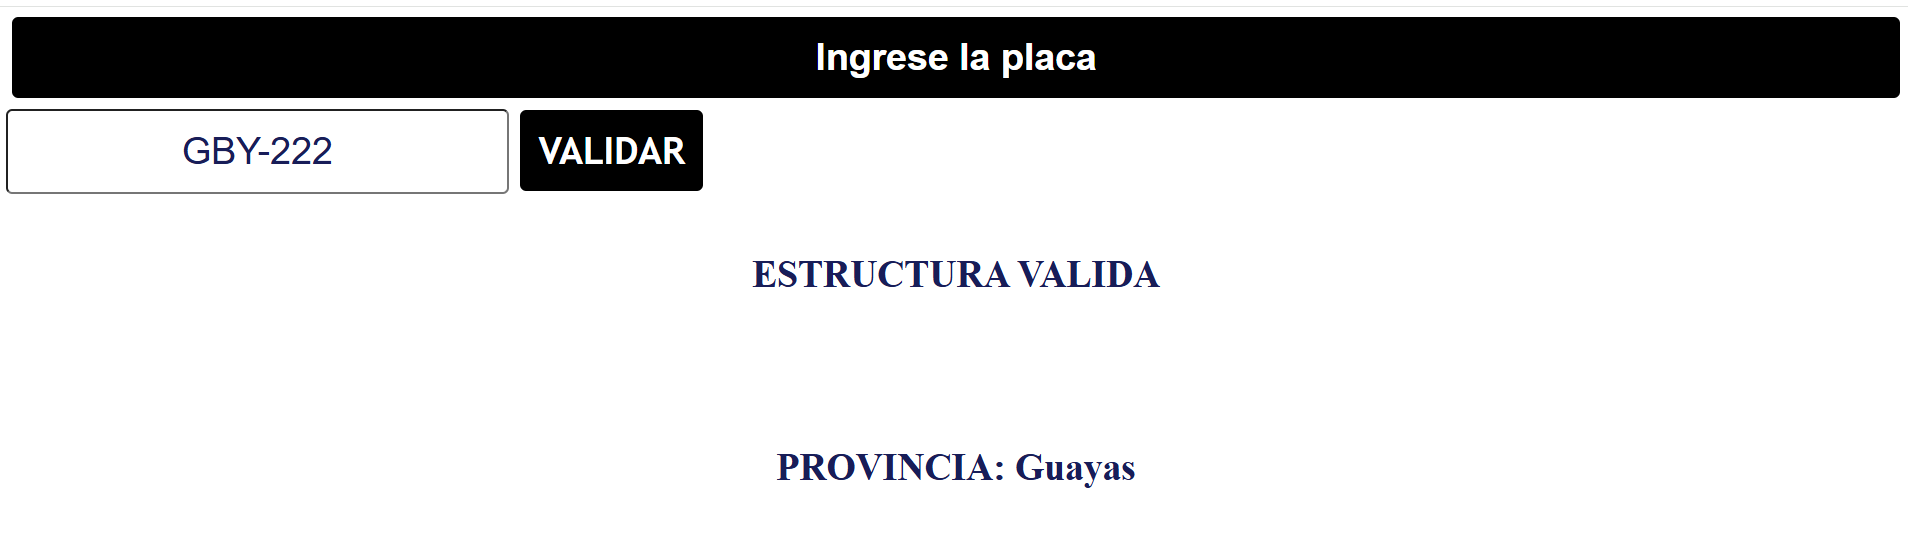 Ingrese la placa
GBY-222 VALIDAR
ESTRUCTURA VALIDA
PROVINCIA: Guayas